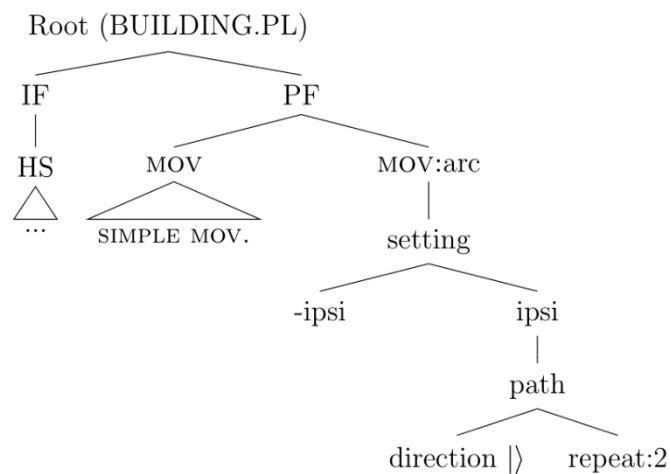 Root (BUILDING.PL)
IF PF
HS MOV MOV:arc
... SIMPLE MOV. setting
-ipsi ipsi
path
direction |⟩ repeat:2